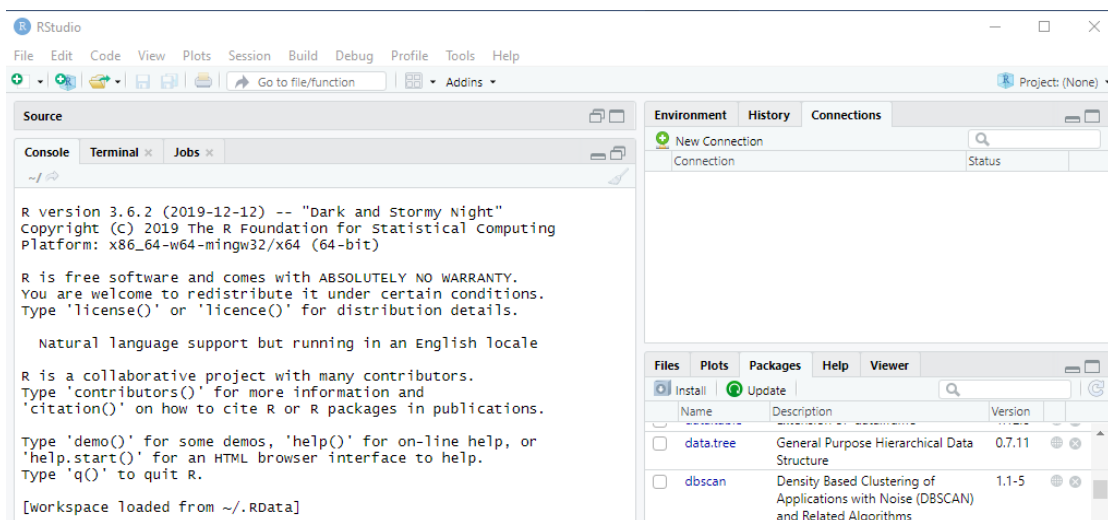 RStudio
File Edit Code View Plots Session Build Debug Profile Tools Help
Go to file/function Addins Project: (None)
Source
Console Terminal Jobs
~/
R version 3.6.2 (2019-12-12) -- "Dark and Stormy Night"
Copyright (C) 2019 The R Foundation for Statistical Computing
Platform: x86_64-w64-mingw32/x64 (64-bit)
R is free software and comes with ABSOLUTELY NO WARRANTY.
You are welcome to redistribute it under certain conditions.
Type 'license()' or 'licence()' for distribution details.
Natural language support but running in an English locale
R is a collaborative project with many contributors.
Type 'contributors()' for more information and
'citation()' on how to cite R or R packages in publications.
Type 'demo()' for some demos, 'help()' for on-line help, or
'help.start()' for an HTML browser interface to help.
Type 'q()' to quit R.
[Workspace loaded from ~/.RData]
Environment History Connections
New Connection
Connection Status
Files Plots Packages Help Viewer
Install Update
Name Description Version
data.tree General Purpose Hierarchical Data 0.7.11
Structure
dbscan Density Based Clustering of 1.1-5
Applications with Noise (DBSCAN)
and Related Algorithms